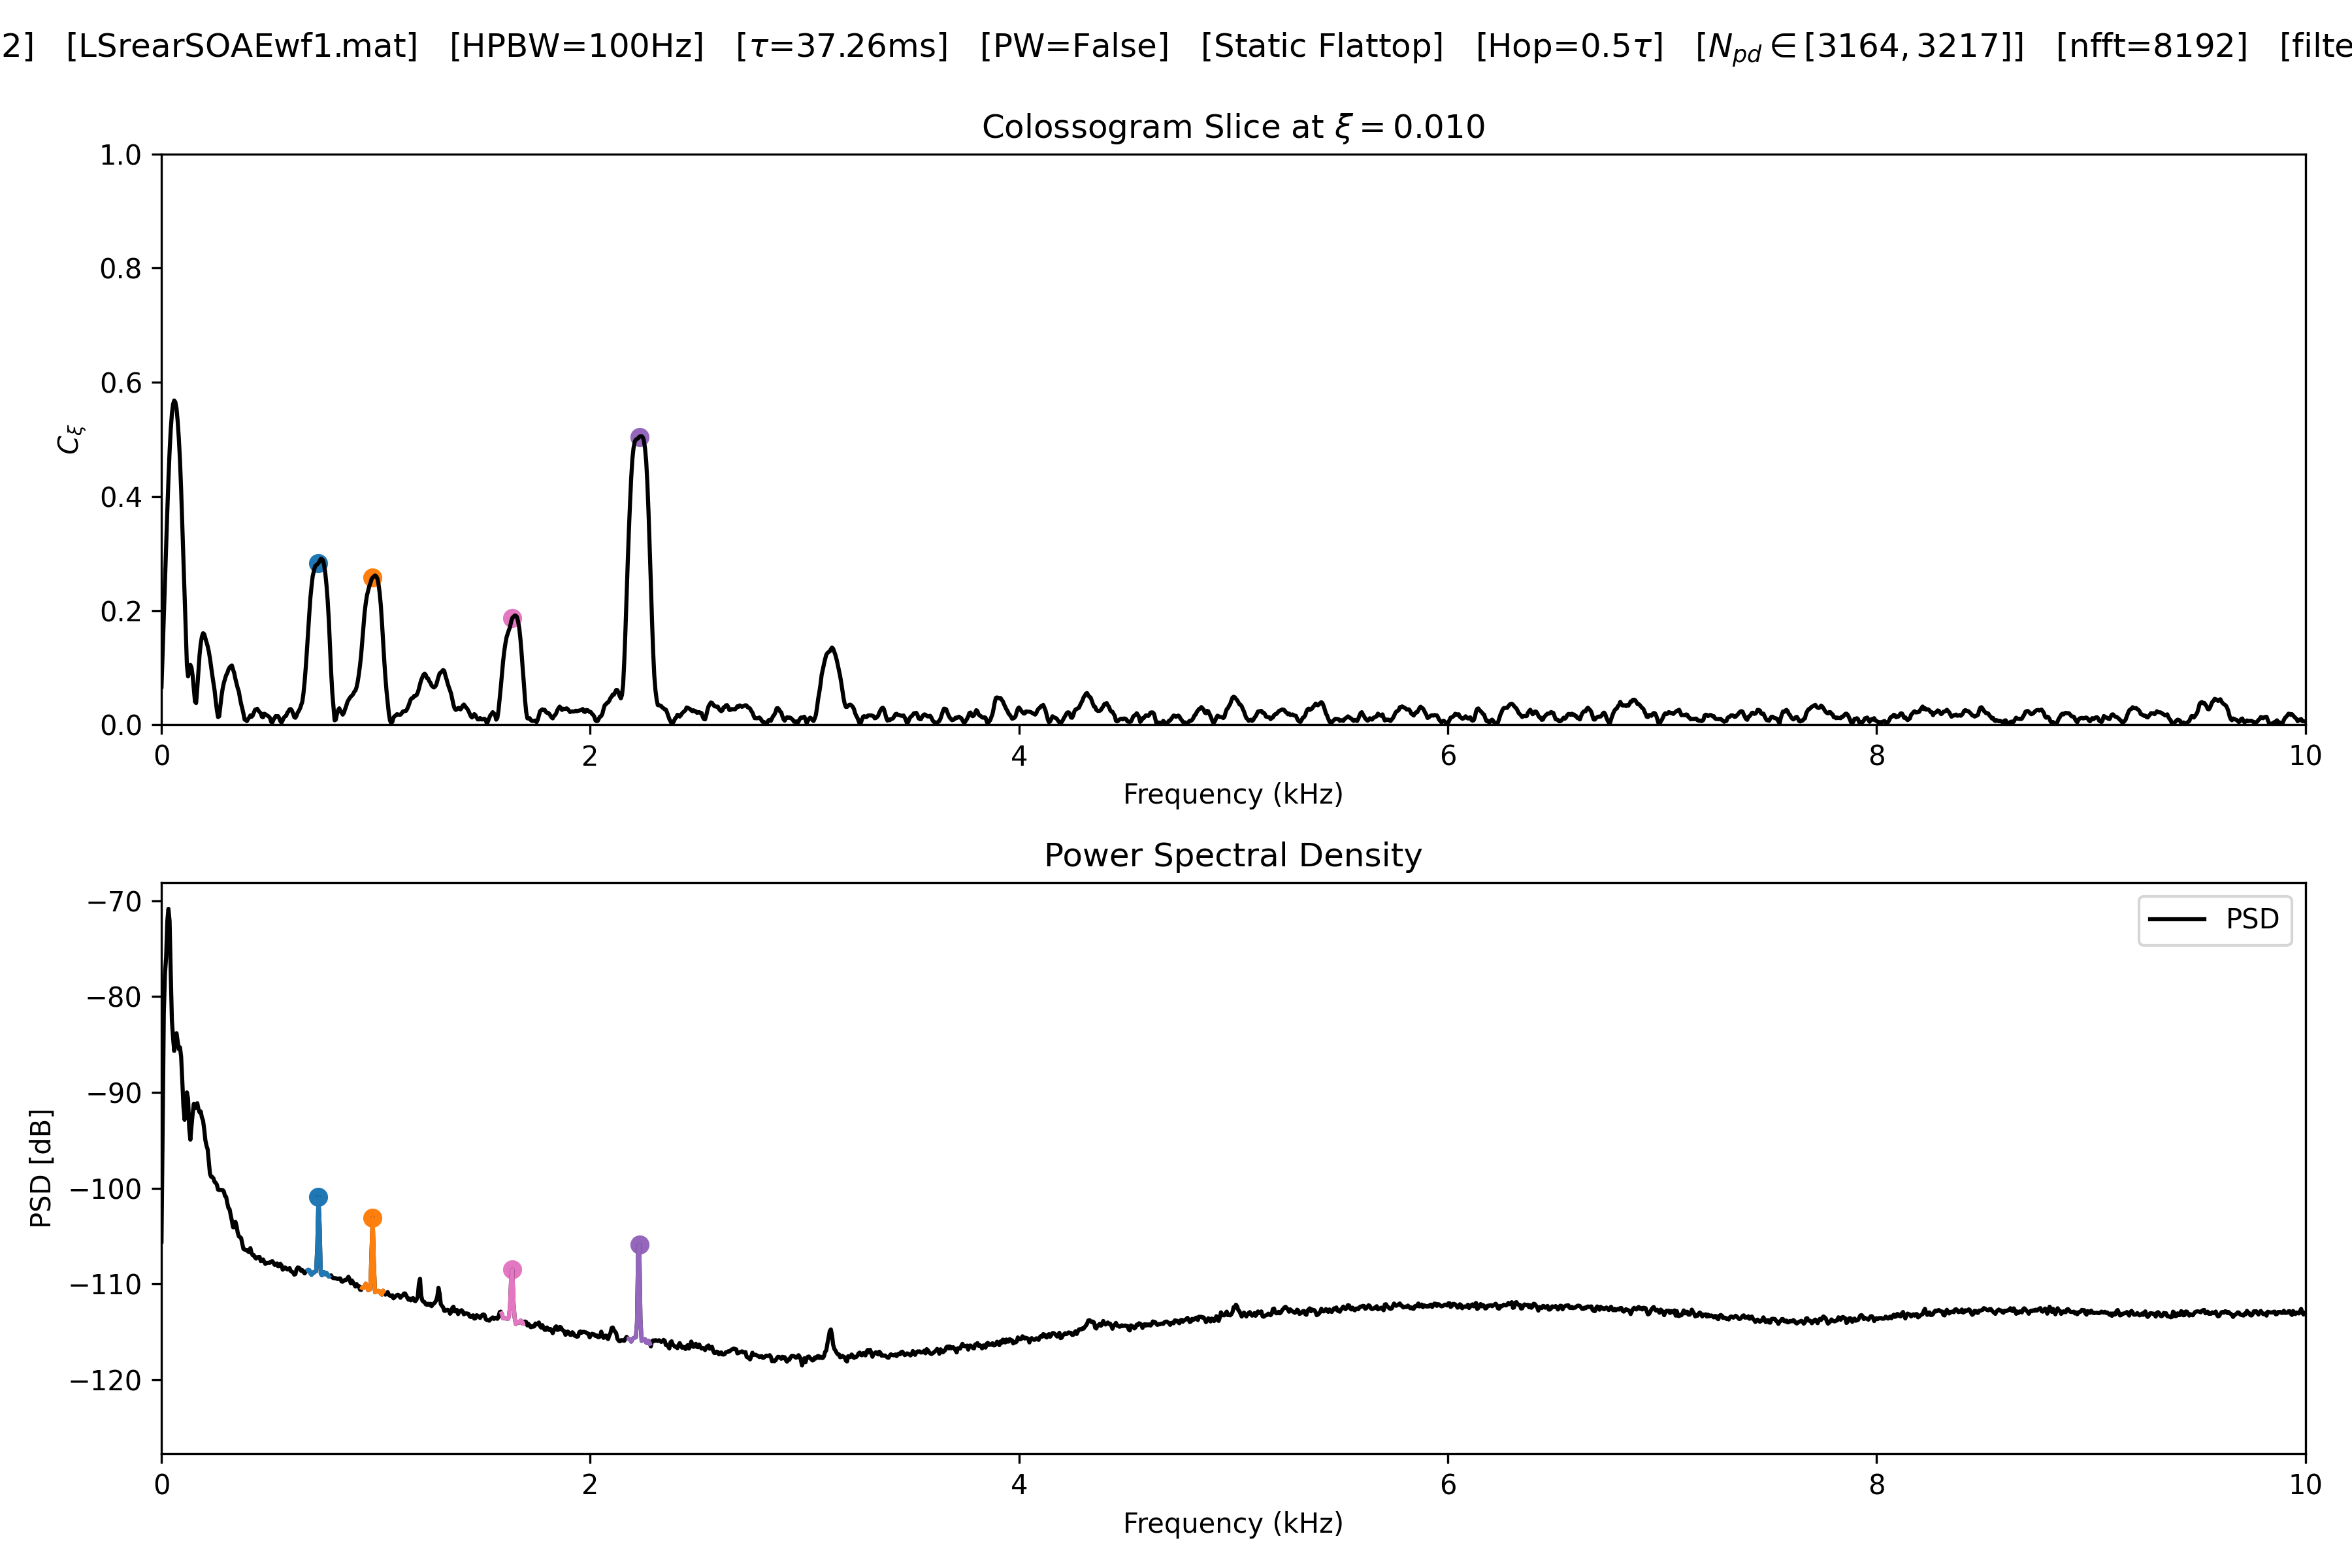 2] [LSrearSOAEwf1.mat] [HPBW=100Hz] [τ=37.26ms] [PW=False] [Static Flattop] [Hop=0.5τ] [N_pd ∈ [3164, 3217]] [nfft=8192] [filte
Colossogram Slice at ξ = 0.010
1.0
0.8
0.6
0.4
0.2
0.0
C_ξ
0 2 4 6 8 10
Frequency (kHz)
Power Spectral Density
PSD
−70
−80
−90
−100
−110
−120
PSD [dB]
0 2 4 6 8 10
Frequency (kHz)